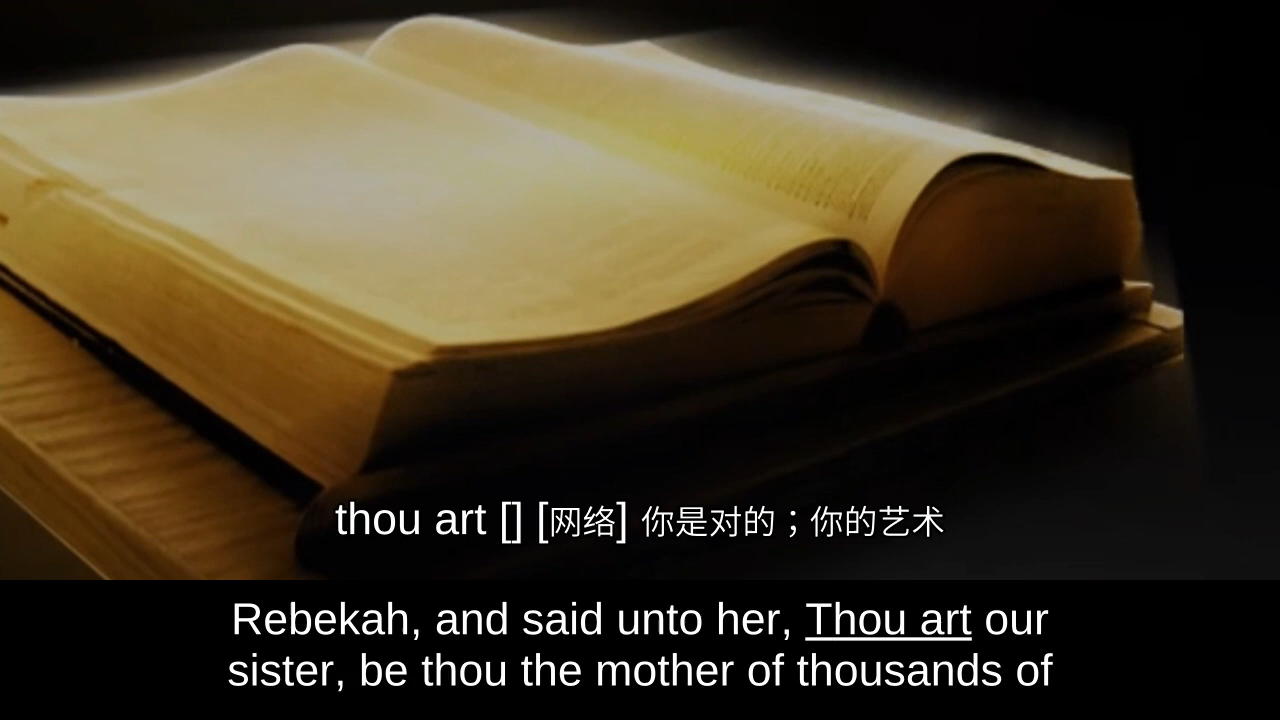 thou art [] [网络] 你是对的；你的艺术
Rebekah, and said unto her, Thou art our
sister, be thou the mother of thousands of